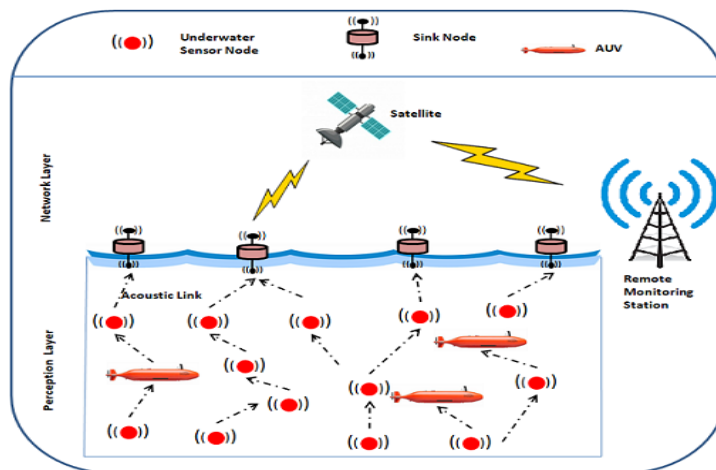 Underwater
Sensor Node
Sink Node
AUV
Satellite
Network Layer
Remote
Monitoring
Station
Acoustic Link
Perception Layer